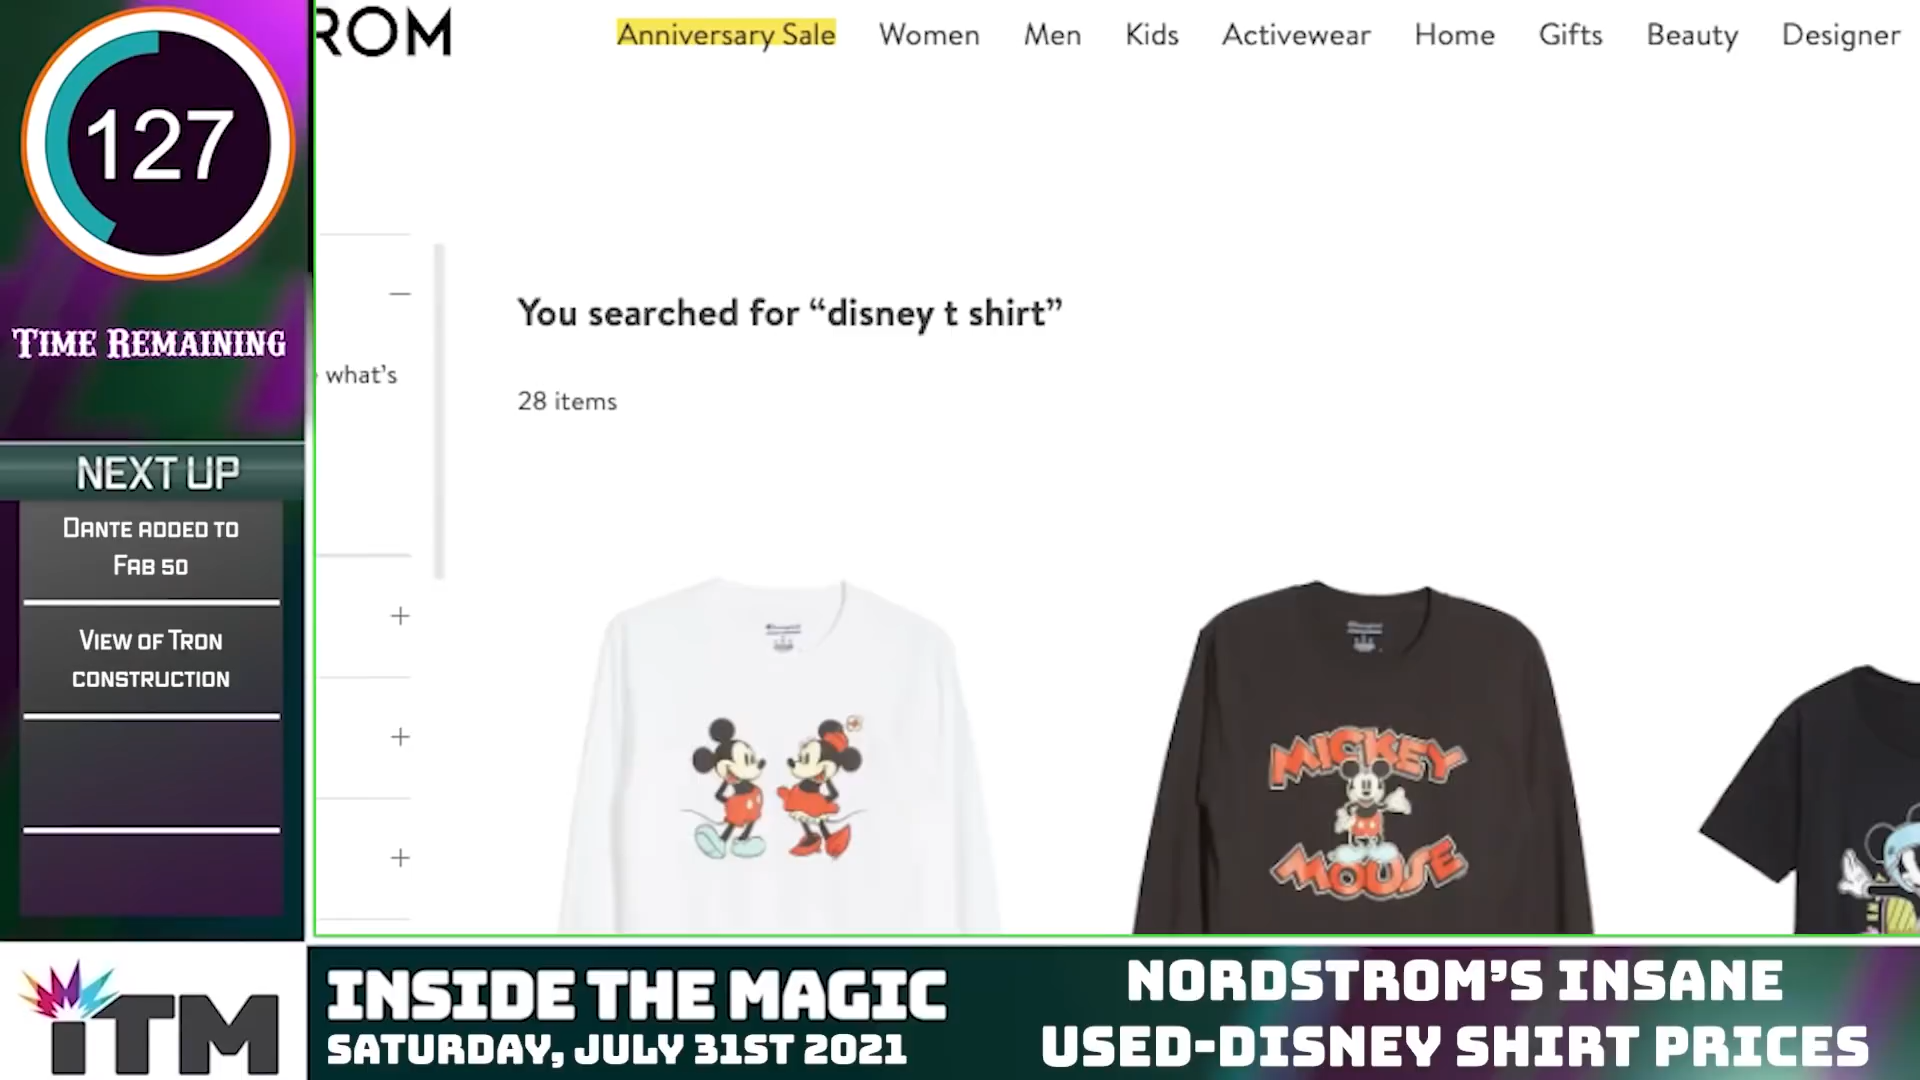 ROM
Anniversary Sale
Women
Men
Kids
Activewear
Home
Gifts
Beauty
Designer
127
Time Remaining
what's
You searched for “disney t shirt”
28 items
NEXT UP
Dante added to
Fab 50
View of Tron
construction
MICKEY
MOUSE
iTM
INSIDE THE MAGIC
SATURDAY, JULY 31ST 2021
NORDSTROM'S INSANE
USED-DISNEY SHIRT PRICES